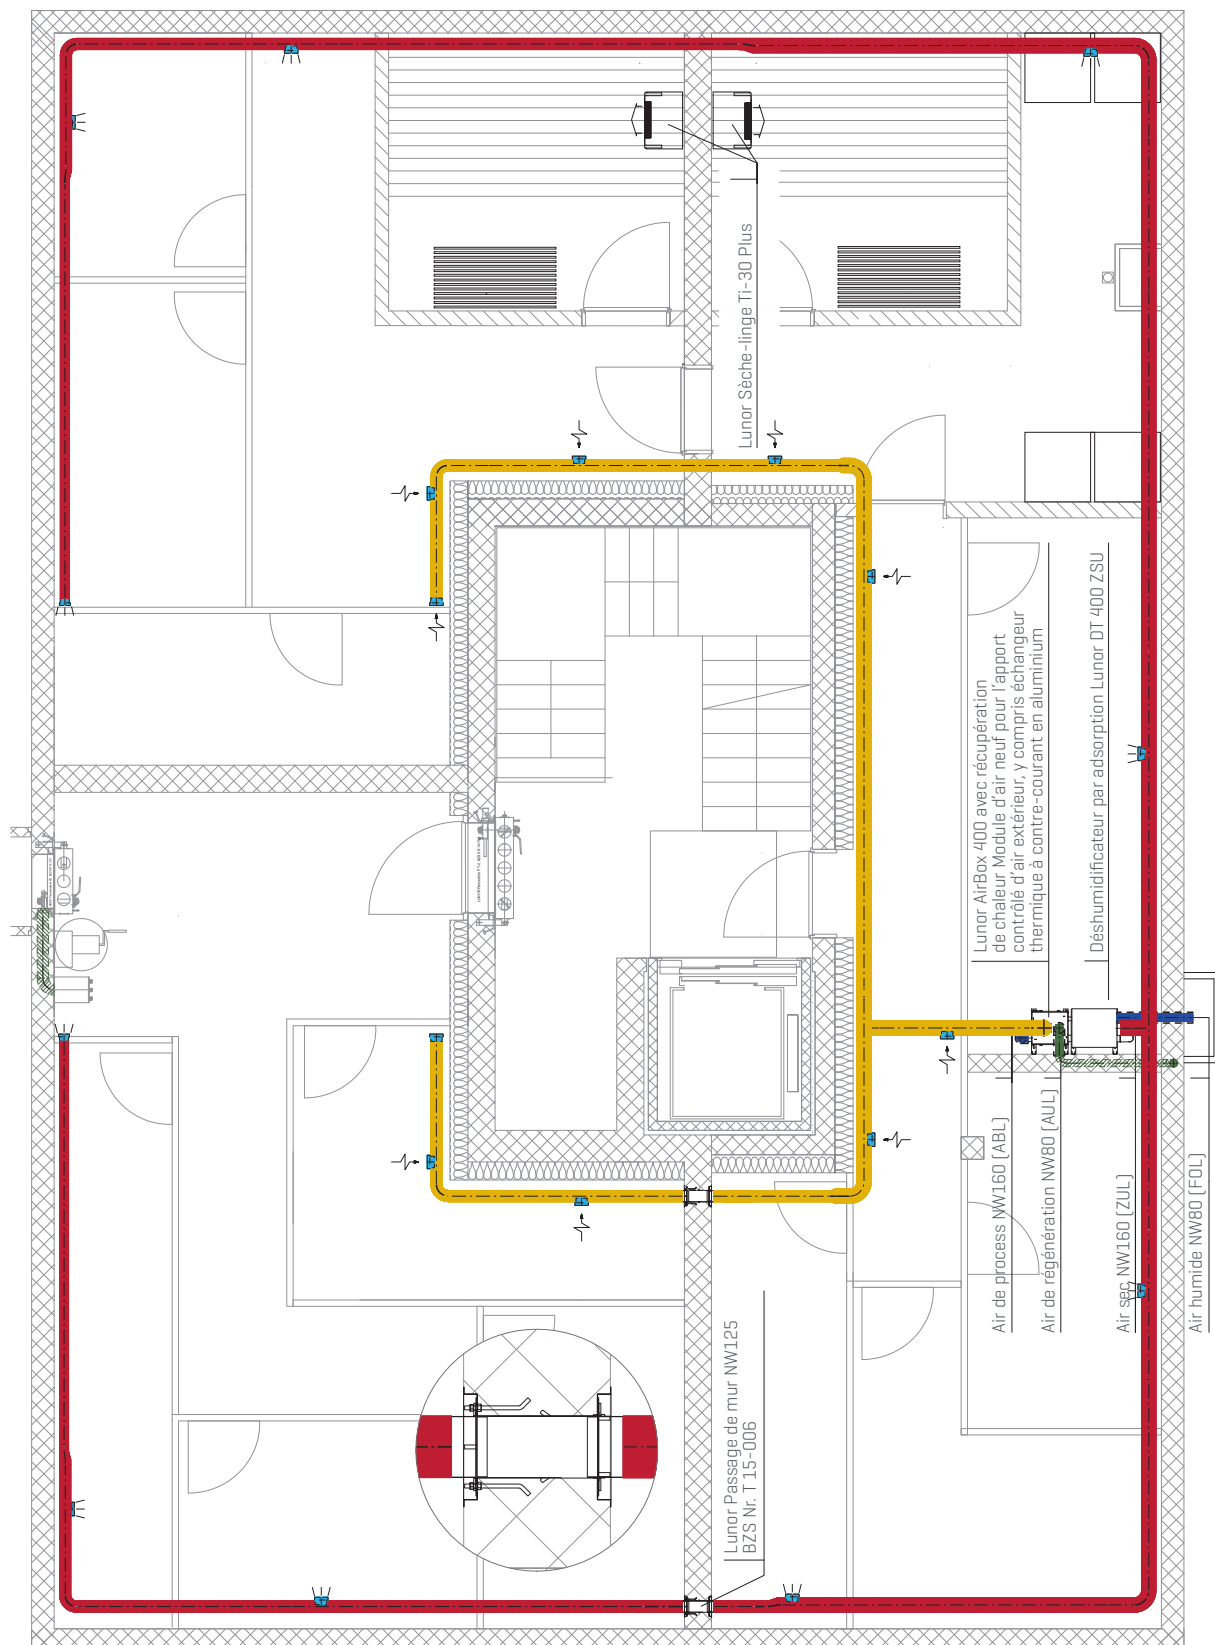 Lunor Sèche-linge Ti-30 Plus
Lunor AirBox 400 avec récupération
de chaleur Module d'air neuf pour l'apport
contrôlé d'air extérieur, y compris échangeur
thermique à contre-courant en aluminium
Déshumidificateur par adsorption Lunor DT 400 ZSU
Air de process NW160 (ABL)
Air de régénération NW80 (AUL)
Air sec NW160 (ZUL)
Air humide NW80 (FOL)
Lunor Passage de mur NW125
BZS Nr. T 15-006